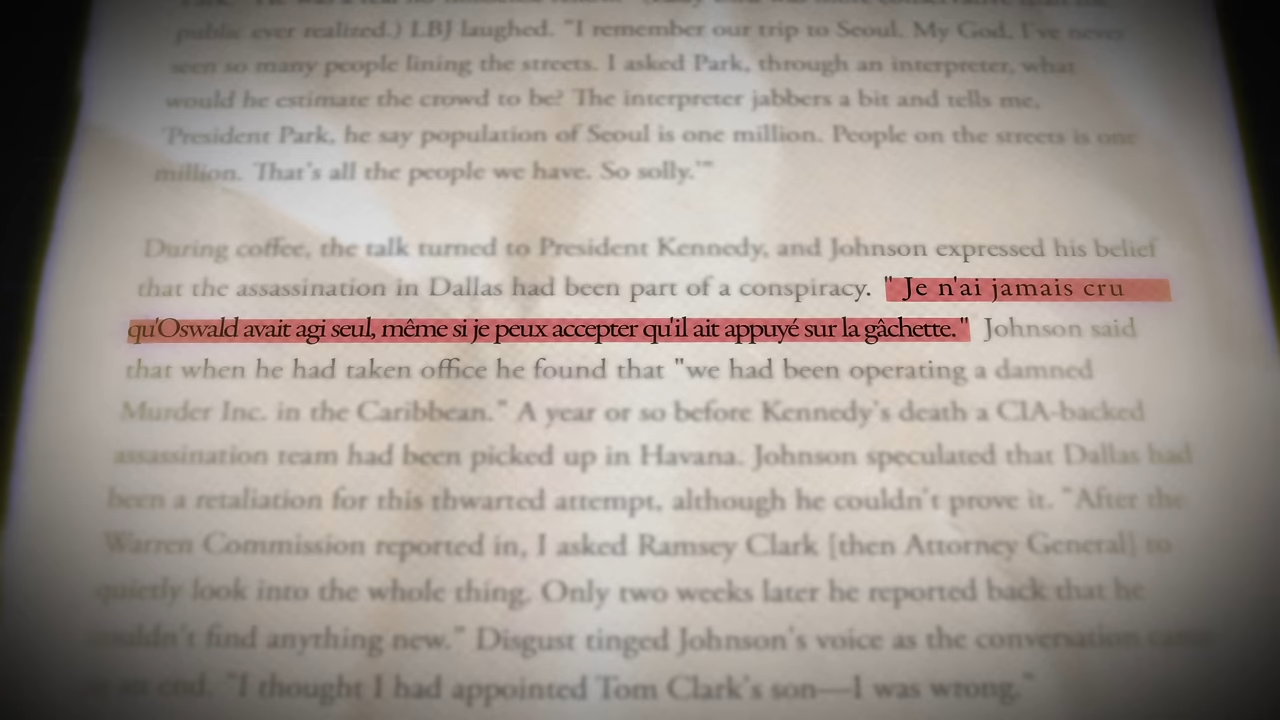 public ever realized.) LBJ laughed. "I remember our trip to Seoul. My God, I've never
seen so many people lining the streets. I asked Park, through an interpreter, what
would he estimate the crowd to be? The interpreter jabbers a bit and tells me,
'President Park, he say population of Seoul is one million. People on the streets is one
million. That's all the people we have. So solly.'"
During coffee, the talk turned to President Kennedy, and Johnson expressed his belief
that the assassination in Dallas had been part of a conspiracy. " Je n'ai jamais cru
qu'Oswald avait agi seul, même si je peux accepter qu'il ait appuyé sur la gâchette." Johnson said
that when he had taken office he found that "we had been operating a damned
Murder Inc. in the Caribbean." A year or so before Kennedy's death a CIA-backed
assassination team had been picked up in Havana. Johnson speculated that Dallas had
been a retaliation for this thwarted attempt, although he couldn't prove it. "After the
Warren Commission reported in, I asked Ramsey Clark [then Attorney General] to
quietly look into the whole thing. Only two weeks later he reported back that he
couldn't find anything new." Disgust tinged Johnson's voice as the conversation came
an end. "I thought I had appointed Tom Clark's son—I was wrong."